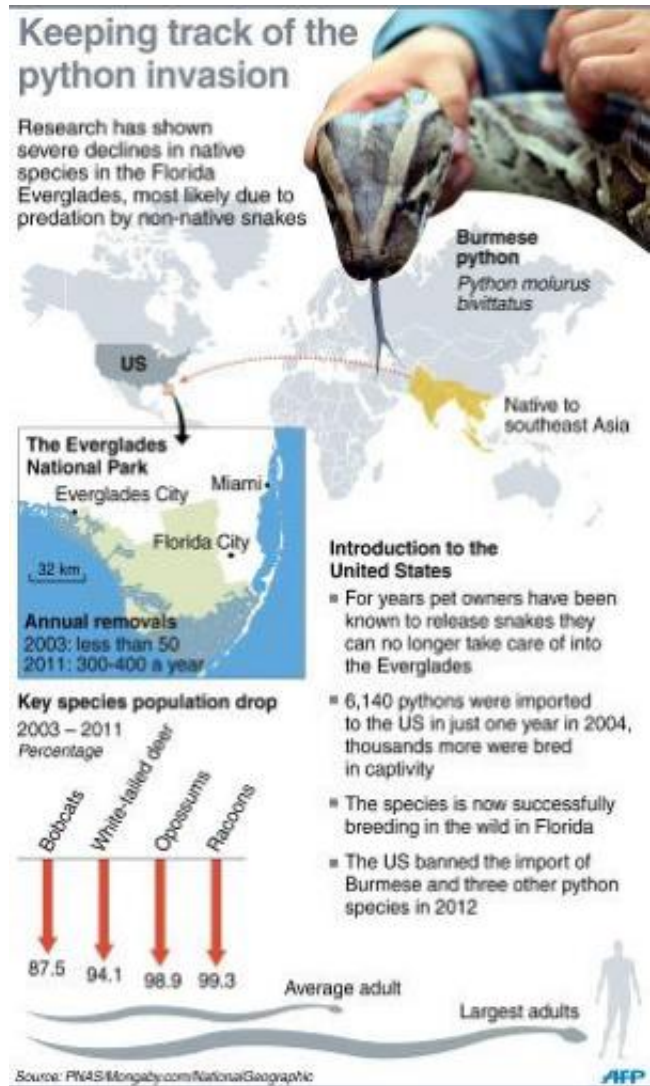 Keeping track of the
python invasion
Research has shown
severe declines in native
species in the Florida
Everglades, most likely due to
predation by non-native snakes
Burmese
python
Python molurus
bivittatus
US
Native to
southeast Asia
The Everglades
National Park
Everglades City
Miami
Florida City
32 km
Annual removals
2003: less than 50
2011: 300-400 a year
Introduction to the
United States
For years pet owners have been
known to release snakes they
can no longer take care of into
the Everglades
6,140 pythons were imported
to the US in just one year in 2004,
thousands more were bred
in captivity
The species is now successfully
breeding in the wild in Florida
The US banned the import of
Burmese and three other python
species in 2012
Key species population drop
2003 – 2011
Percentage
Bobcats
White-tailed deer
Opossums
Racoons
87.5
94.1
98.9
99.3
Average adult
Largest adults
Source: PNAS/Mongaby.com/NationalGeographic
AFP